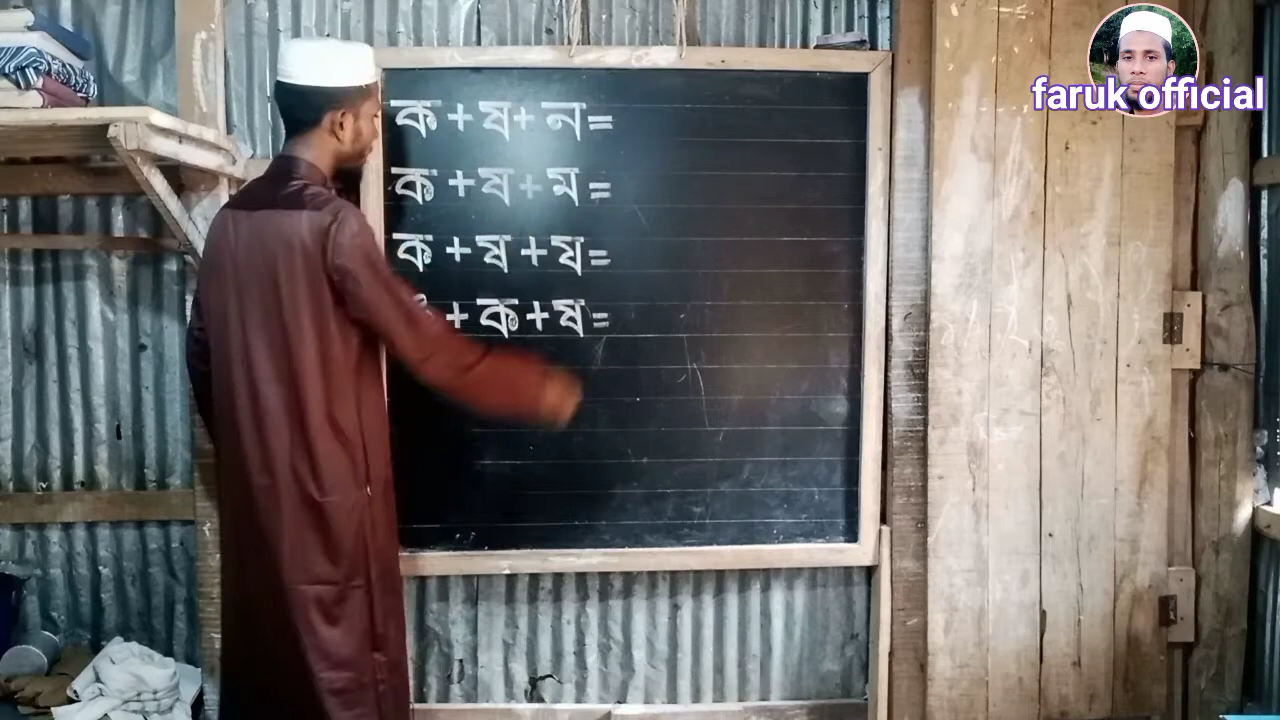 faruk official
ক + ষ + ন =
ক + ষ + ম =
ক + ষ + য =
+ ক + ষ =